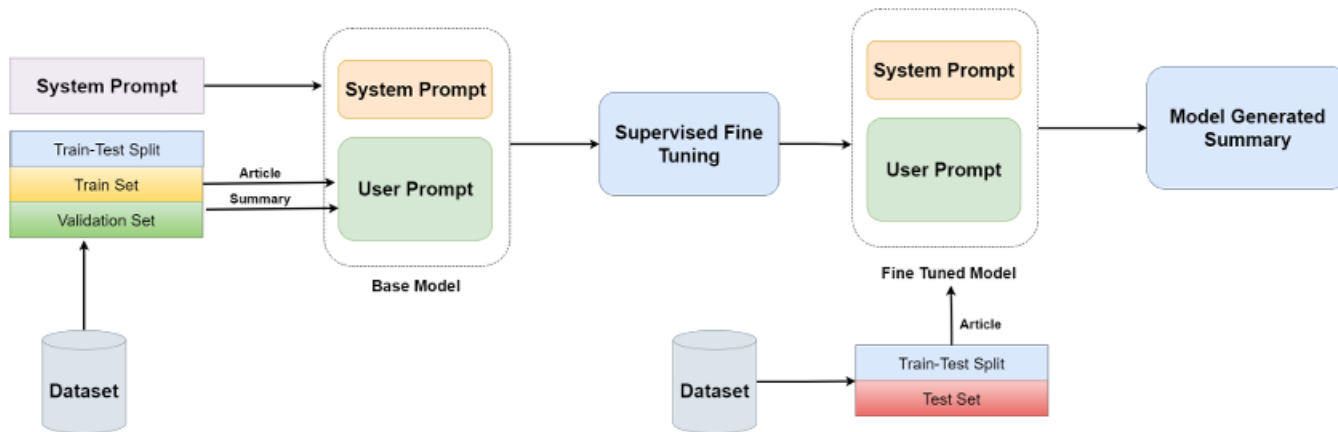 System Prompt
Train-Test Split
Train Set
Validation Set
Dataset
Article
Summary
System Prompt
User Prompt
Base Model
Supervised Fine
Tuning
System Prompt
User Prompt
Fine Tuned Model
Article
Dataset
Train-Test Split
Test Set
Model Generated
Summary